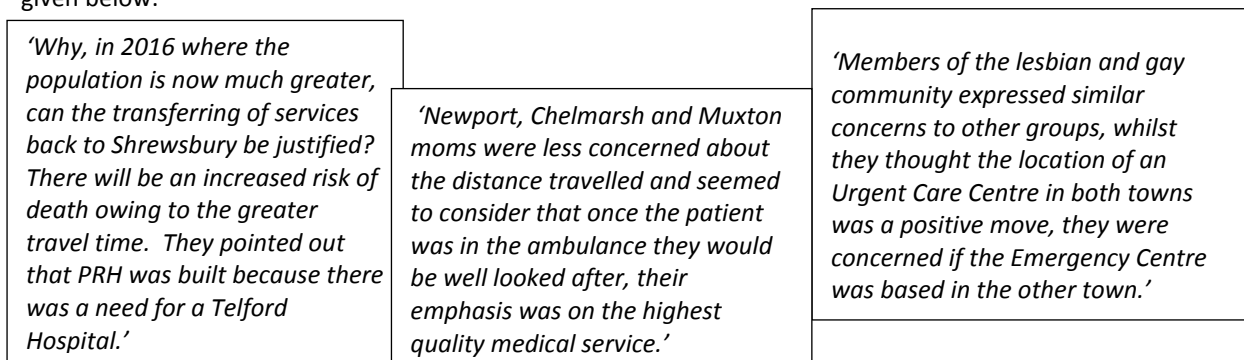 given below.
‘Why, in 2016 where the
population is now much greater,
can the transferring of services
back to Shrewsbury be justified?
There will be an increased risk of
death owing to the greater
travel time.  They pointed out
that PRH was built because there
was a need for a Telford
Hospital.’
‘Newport, Chelmarsh and Muxton
moms were less concerned about
the distance travelled and seemed
to consider that once the patient
was in the ambulance they would
be well looked after, their
emphasis was on the highest
quality medical service.’
‘Members of the lesbian and gay
community expressed similar
concerns to other groups, whilst
they thought the location of an
Urgent Care Centre in both towns
was a positive move, they were
concerned if the Emergency Centre
was based in the other town.’